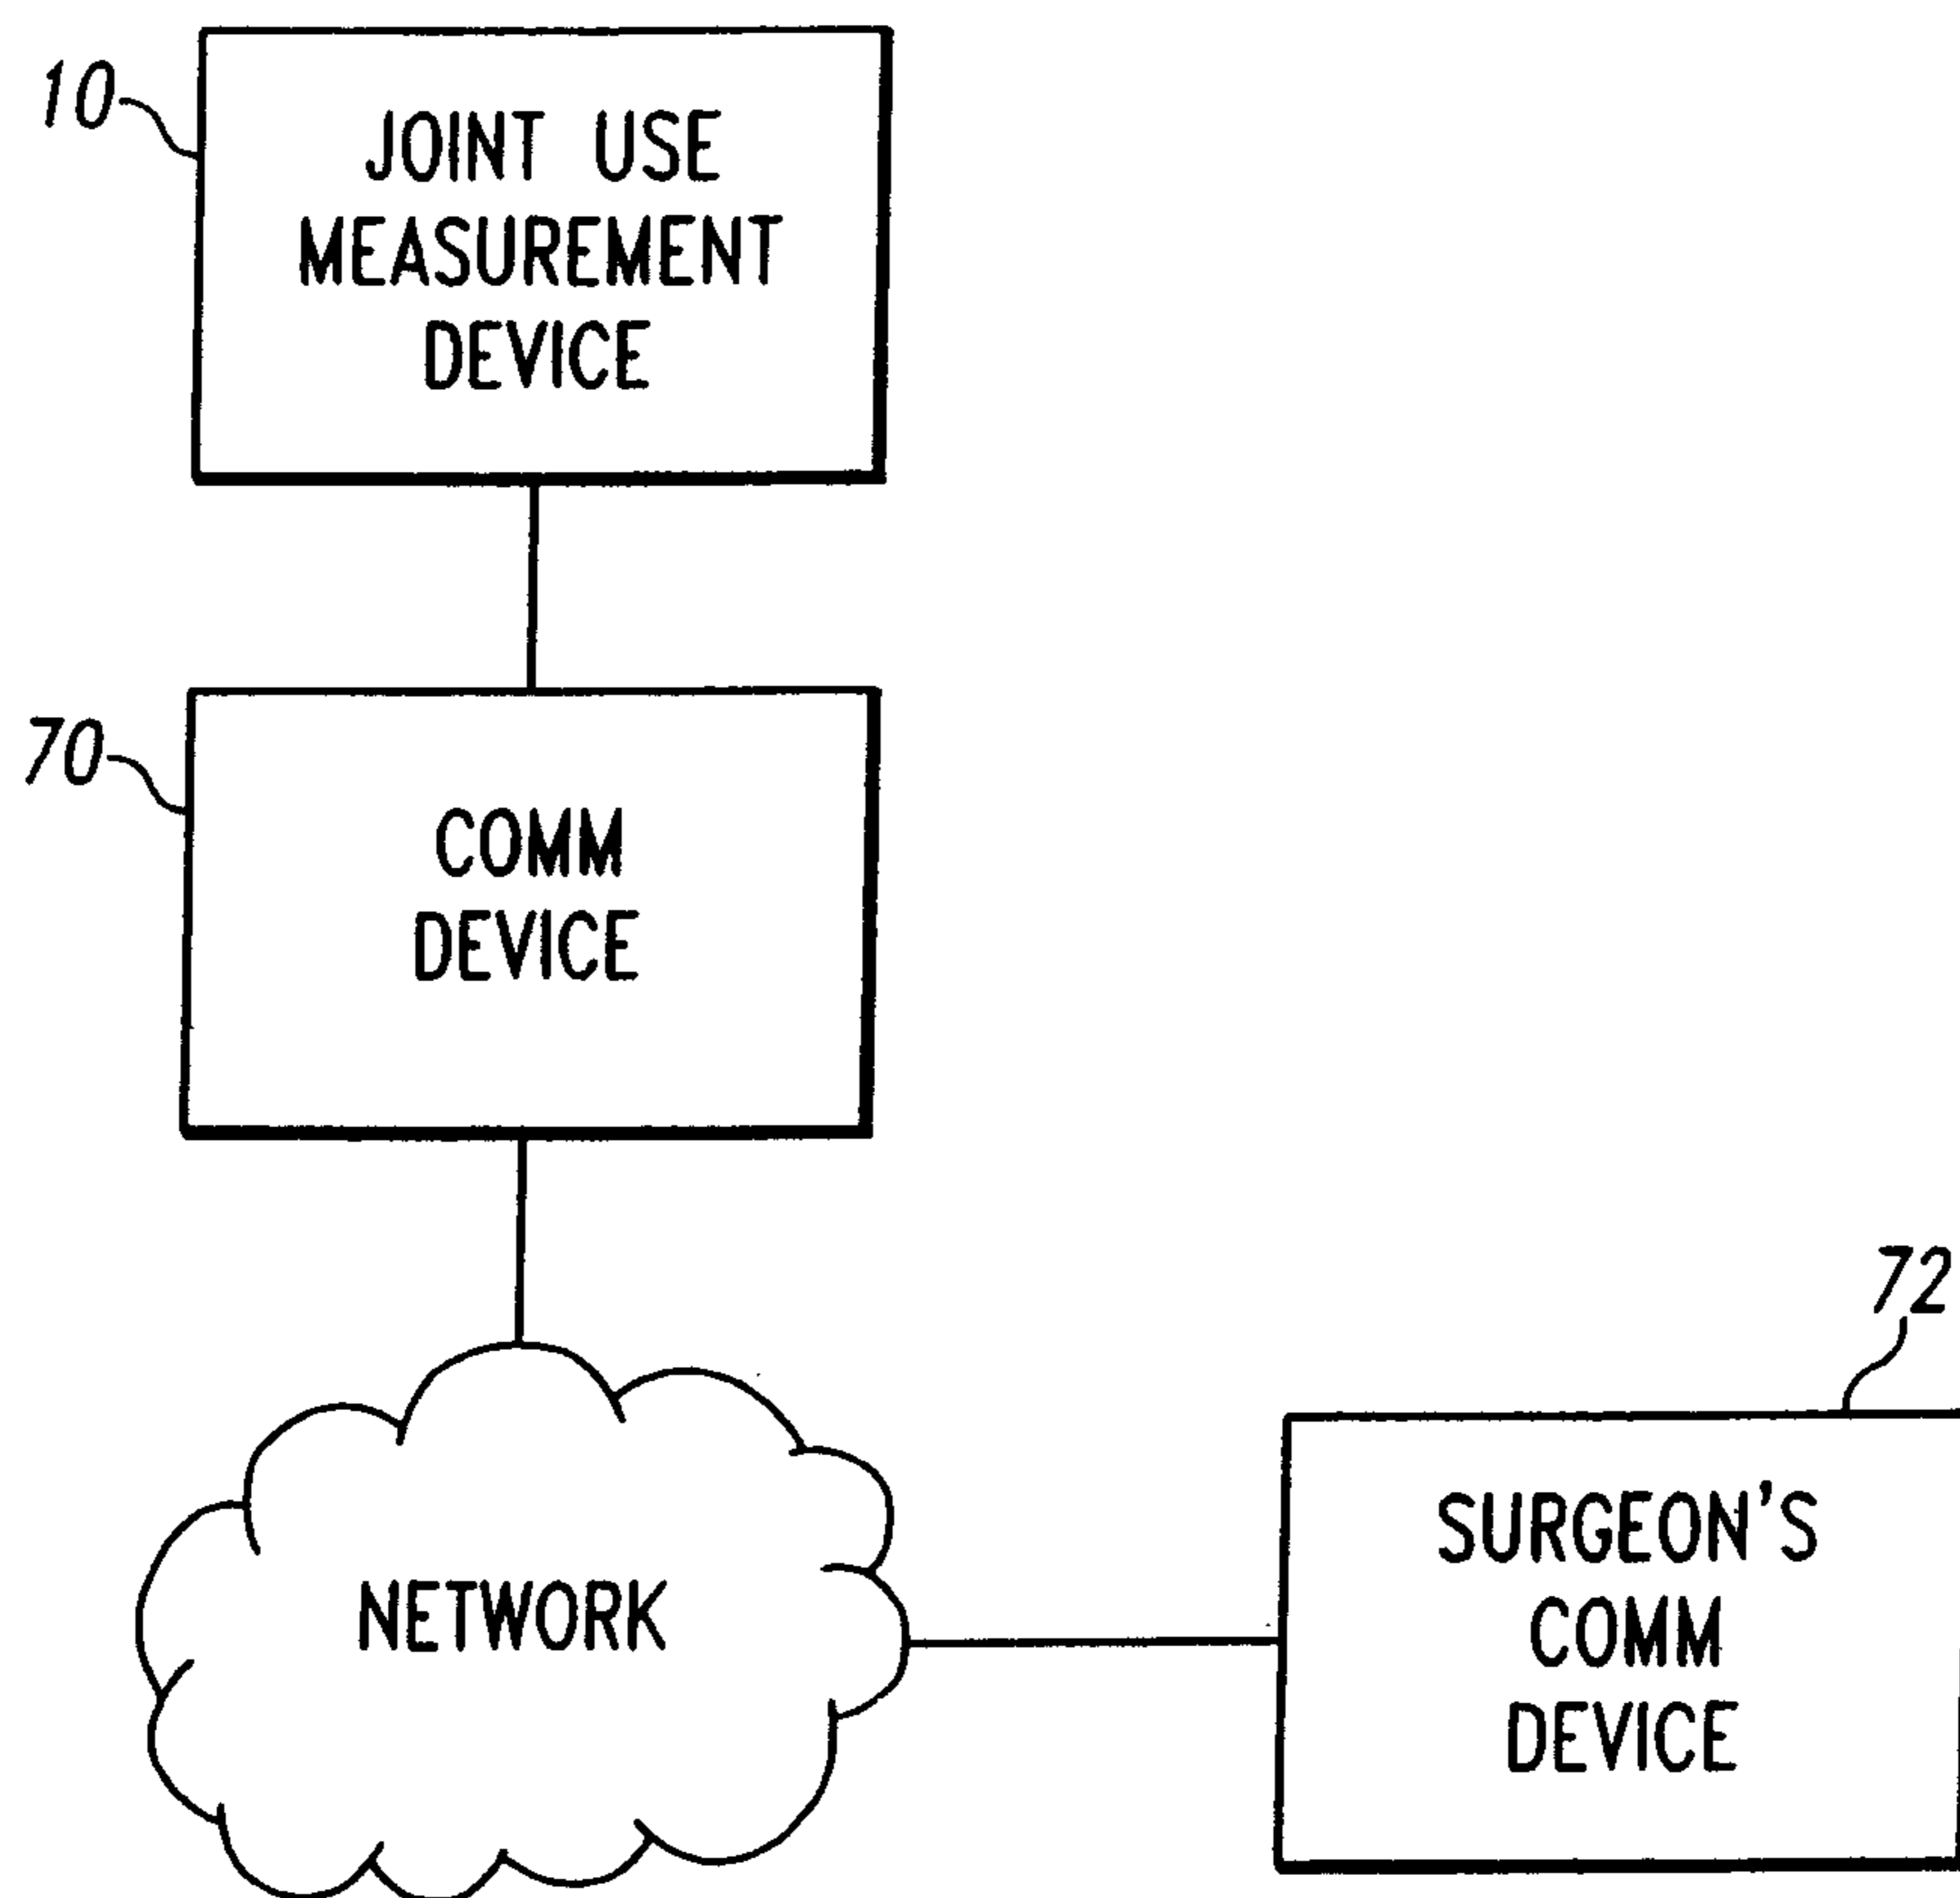 10
JOINT USE
MEASUREMENT
DEVICE
70
COMM
DEVICE
72
NETWORK
SURGEON'S
COMM
DEVICE